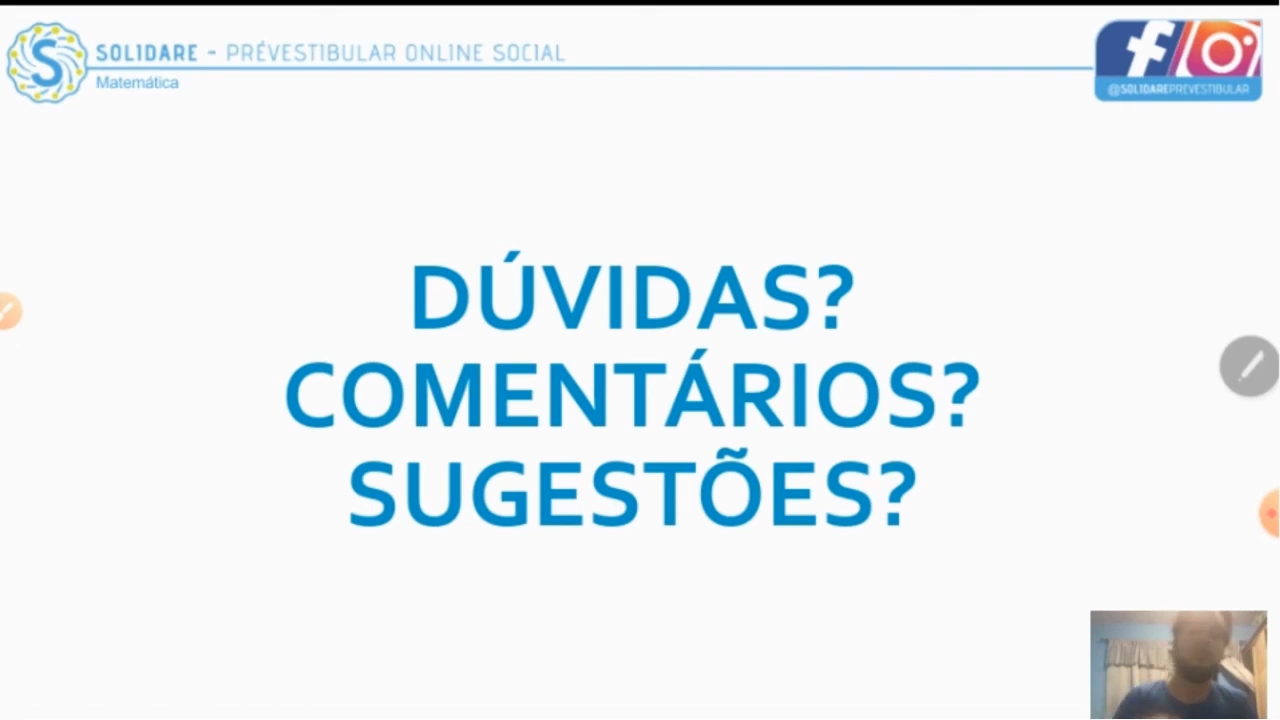 SOLIDARE - PRÉVESTIBULAR ONLINE SOCIAL
Matemática
@SOLIDAREPREVESTIBULAR
DÚVIDAS?
COMENTÁRIOS?
SUGESTÕES?